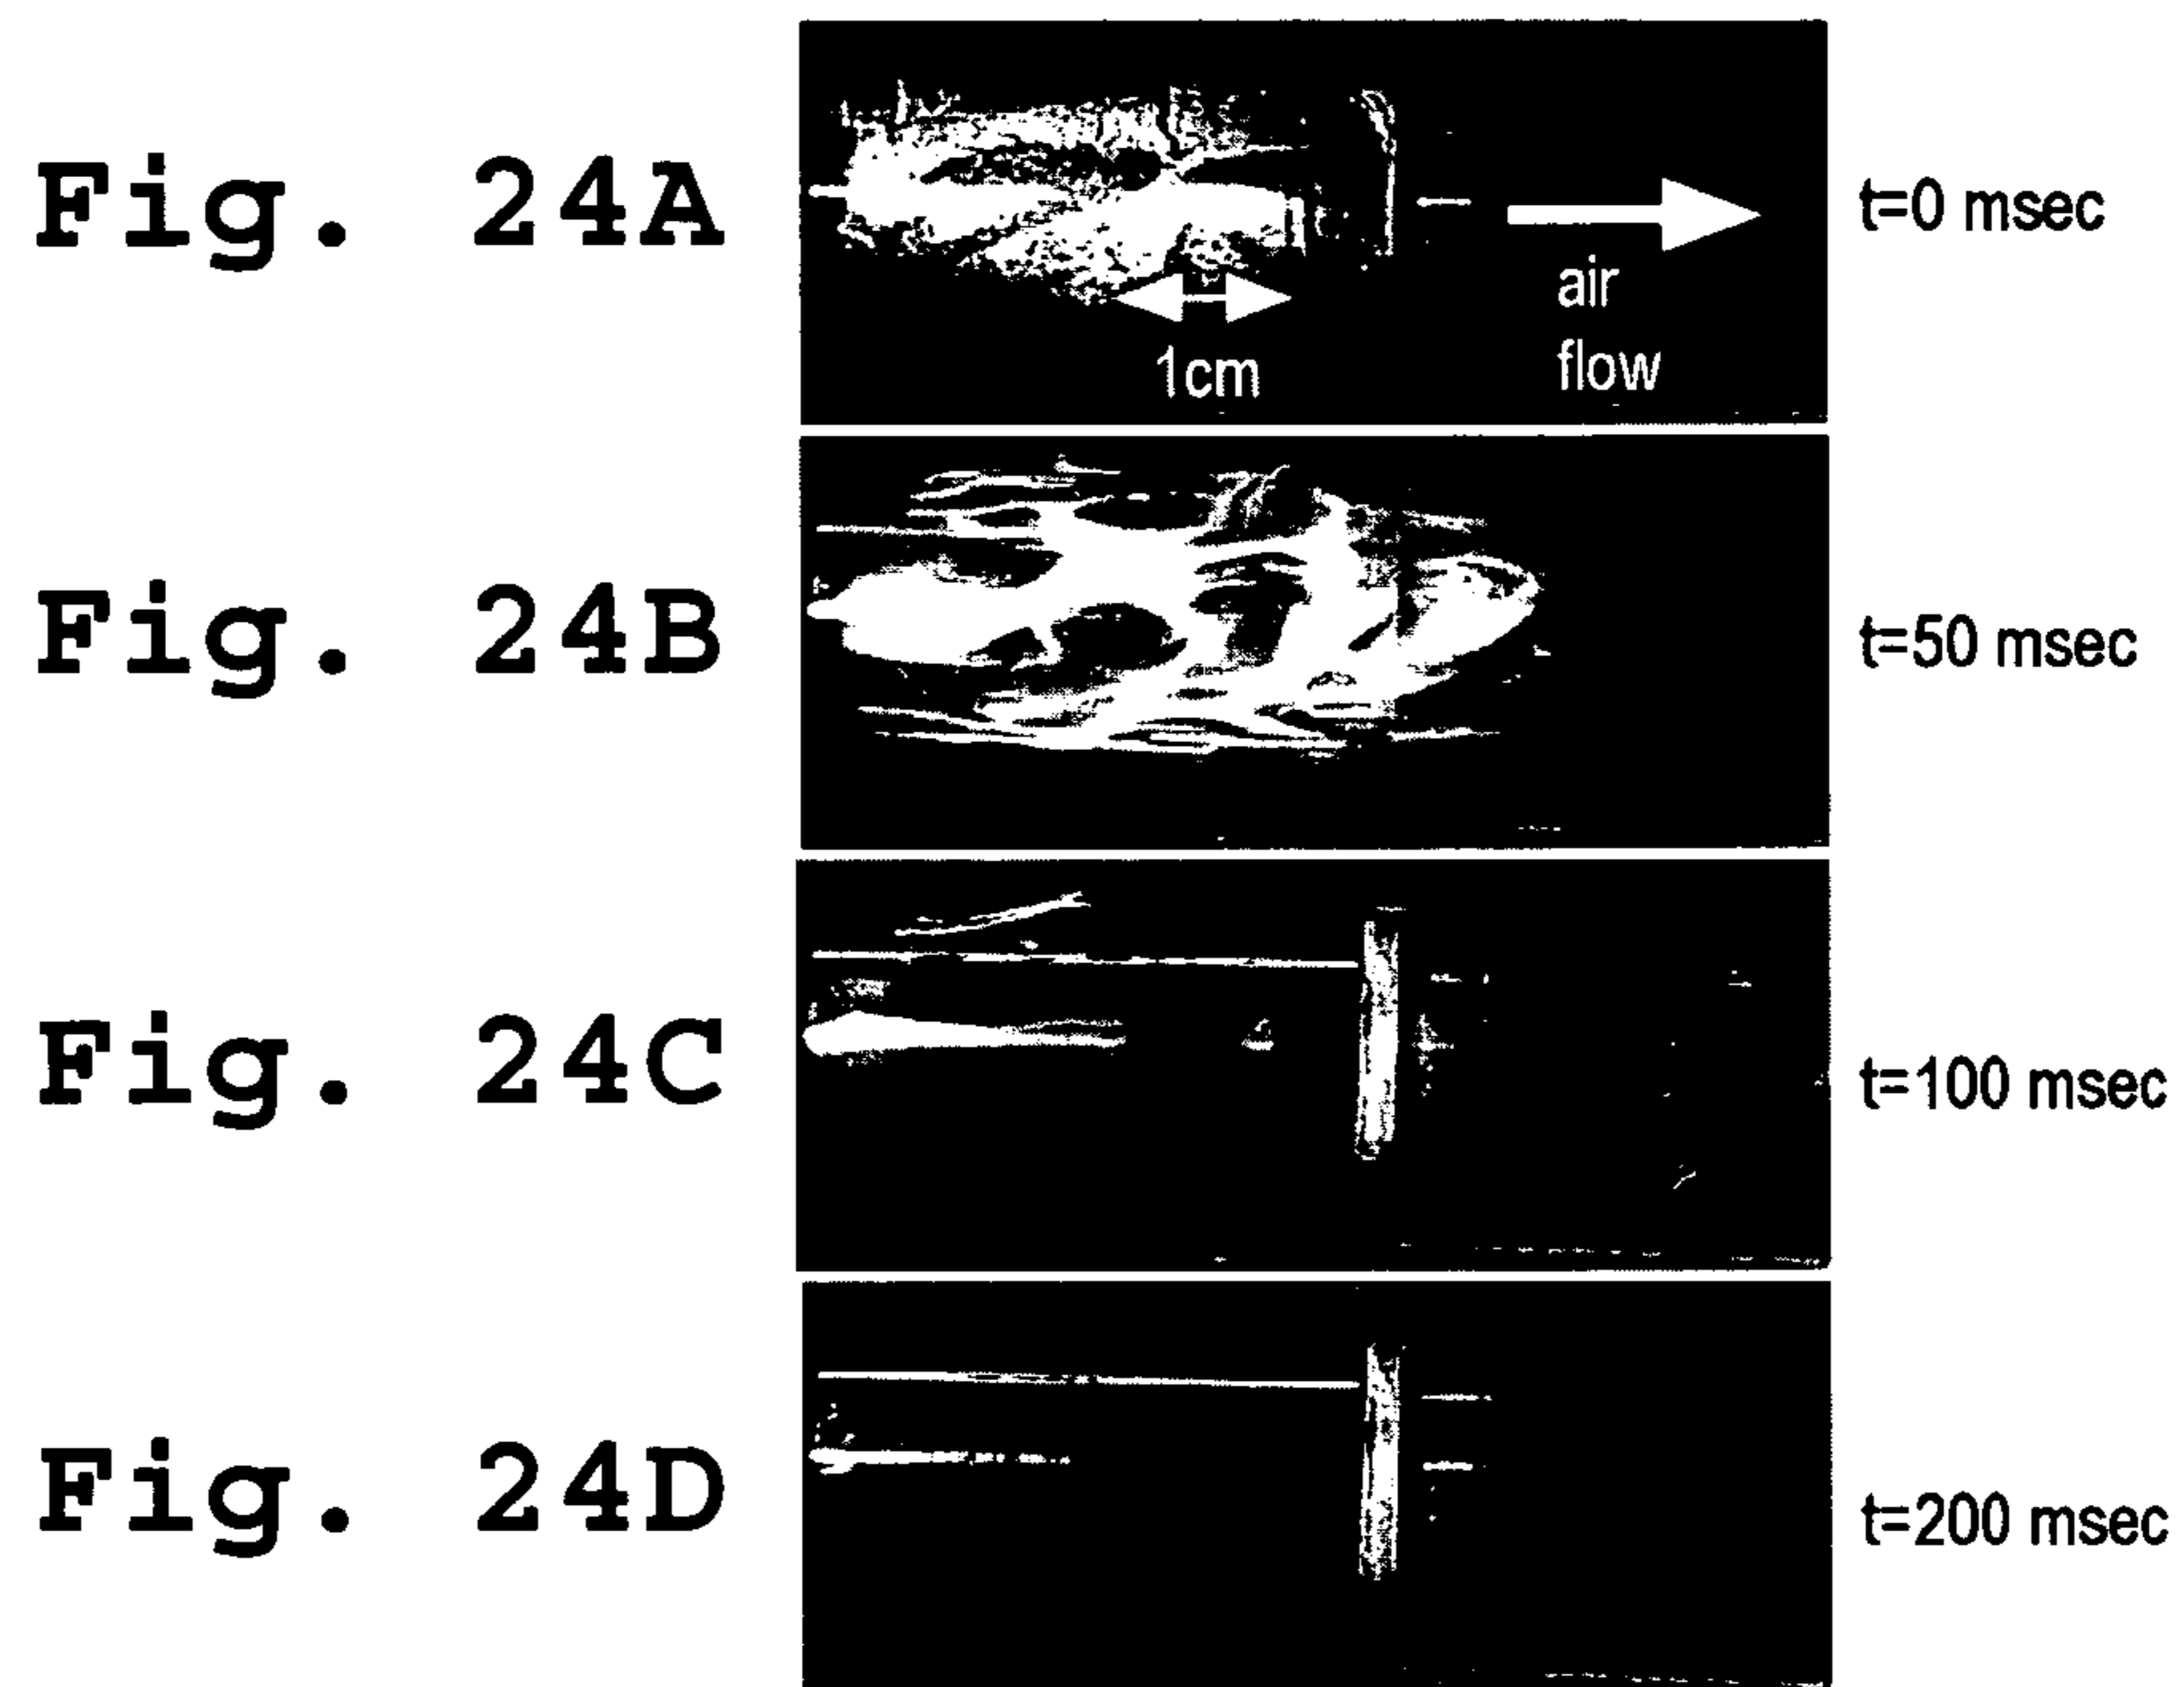 Fig. 24A
t=0 msec
1cm
air
flow
Fig. 24B
t=50 msec
Fig. 24C
t=100 msec
Fig. 24D
t=200 msec